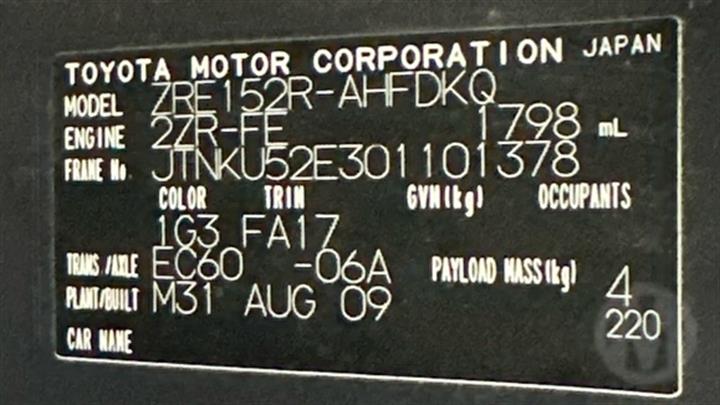 TOYOTA MOTOR CORPORATION JAPAN
MODEL ZRE152R-AHFDKQ
ENGINE 2ZR-FE 1798 mL
FRAME No. JTNKU52E301101378
COLOR TRIM GVM(kg) OCCUPANTS
1G3 FA17
TRANS/AXLE EC60 -06A PAYLOAD MASS(kg) 4
PLANT/BUILT M31 AUG 09 220
CAR NAME